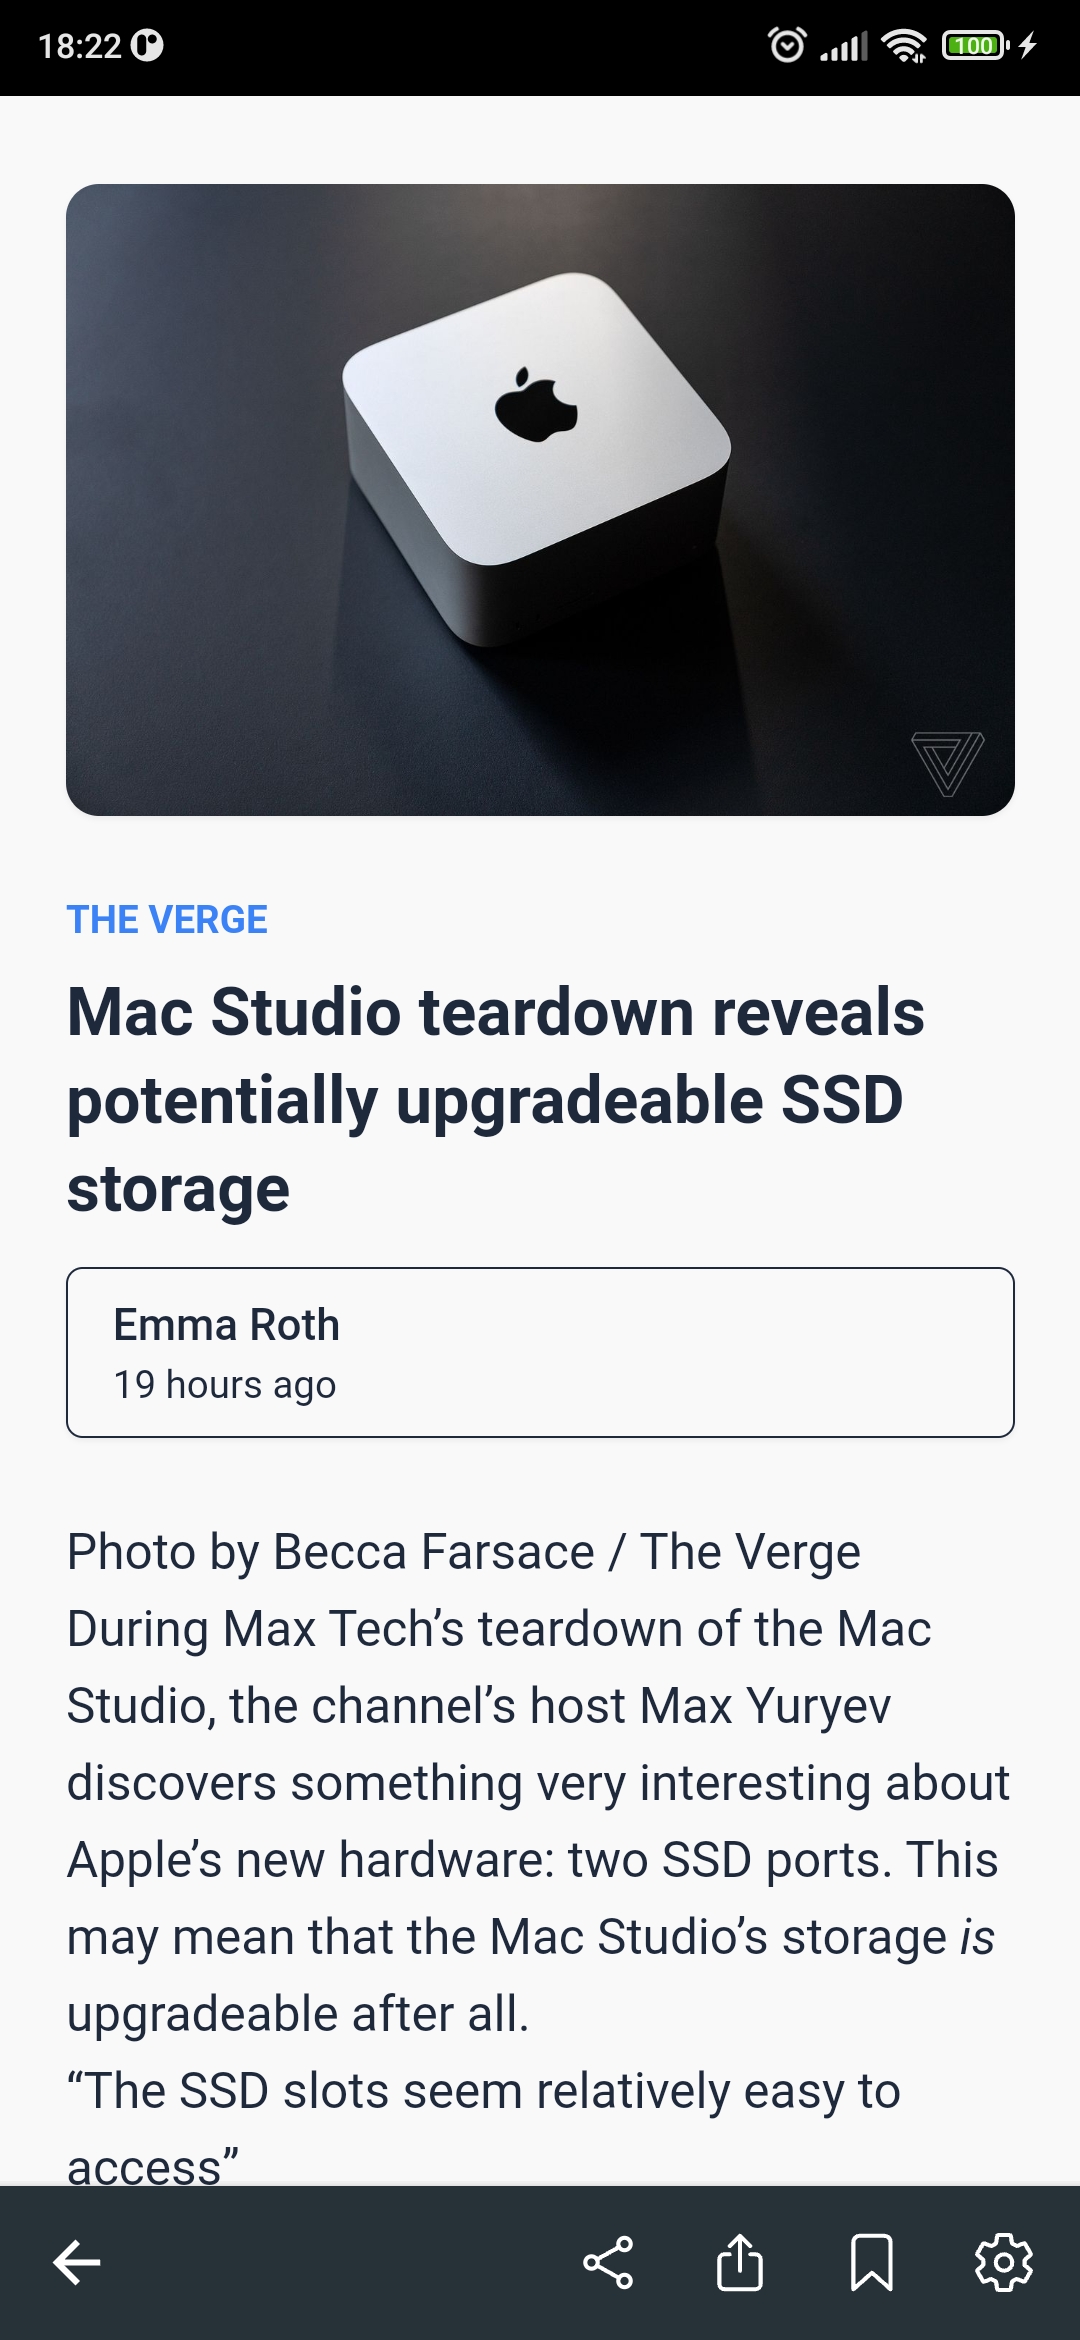 18:22
100
THE VERGE
Mac Studio teardown reveals
potentially upgradeable SSD
storage
Emma Roth
19 hours ago
Photo by Becca Farsace / The Verge
During Max Tech’s teardown of the Mac
Studio, the channel’s host Max Yuryev
discovers something very interesting about
Apple’s new hardware: two SSD ports. This
may mean that the Mac Studio’s storage is
upgradeable after all.
“The SSD slots seem relatively easy to
access”